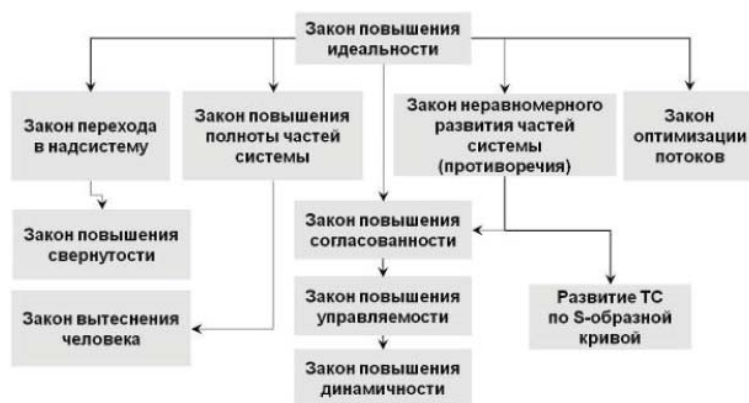 Закон повышения
идеальности
Закон перехода
в надсистему
Закон повышения
полноты частей
системы
Закон неравномерного
развития частей
системы
(противоречия)
Закон
оптимизации
потоков
Закон повышения
свернутости
Закон повышения
согласованности
Закон вытеснения
человека
Закон повышения
управляемости
Развитие ТС
по S-образной
кривой
Закон повышения
динамичности